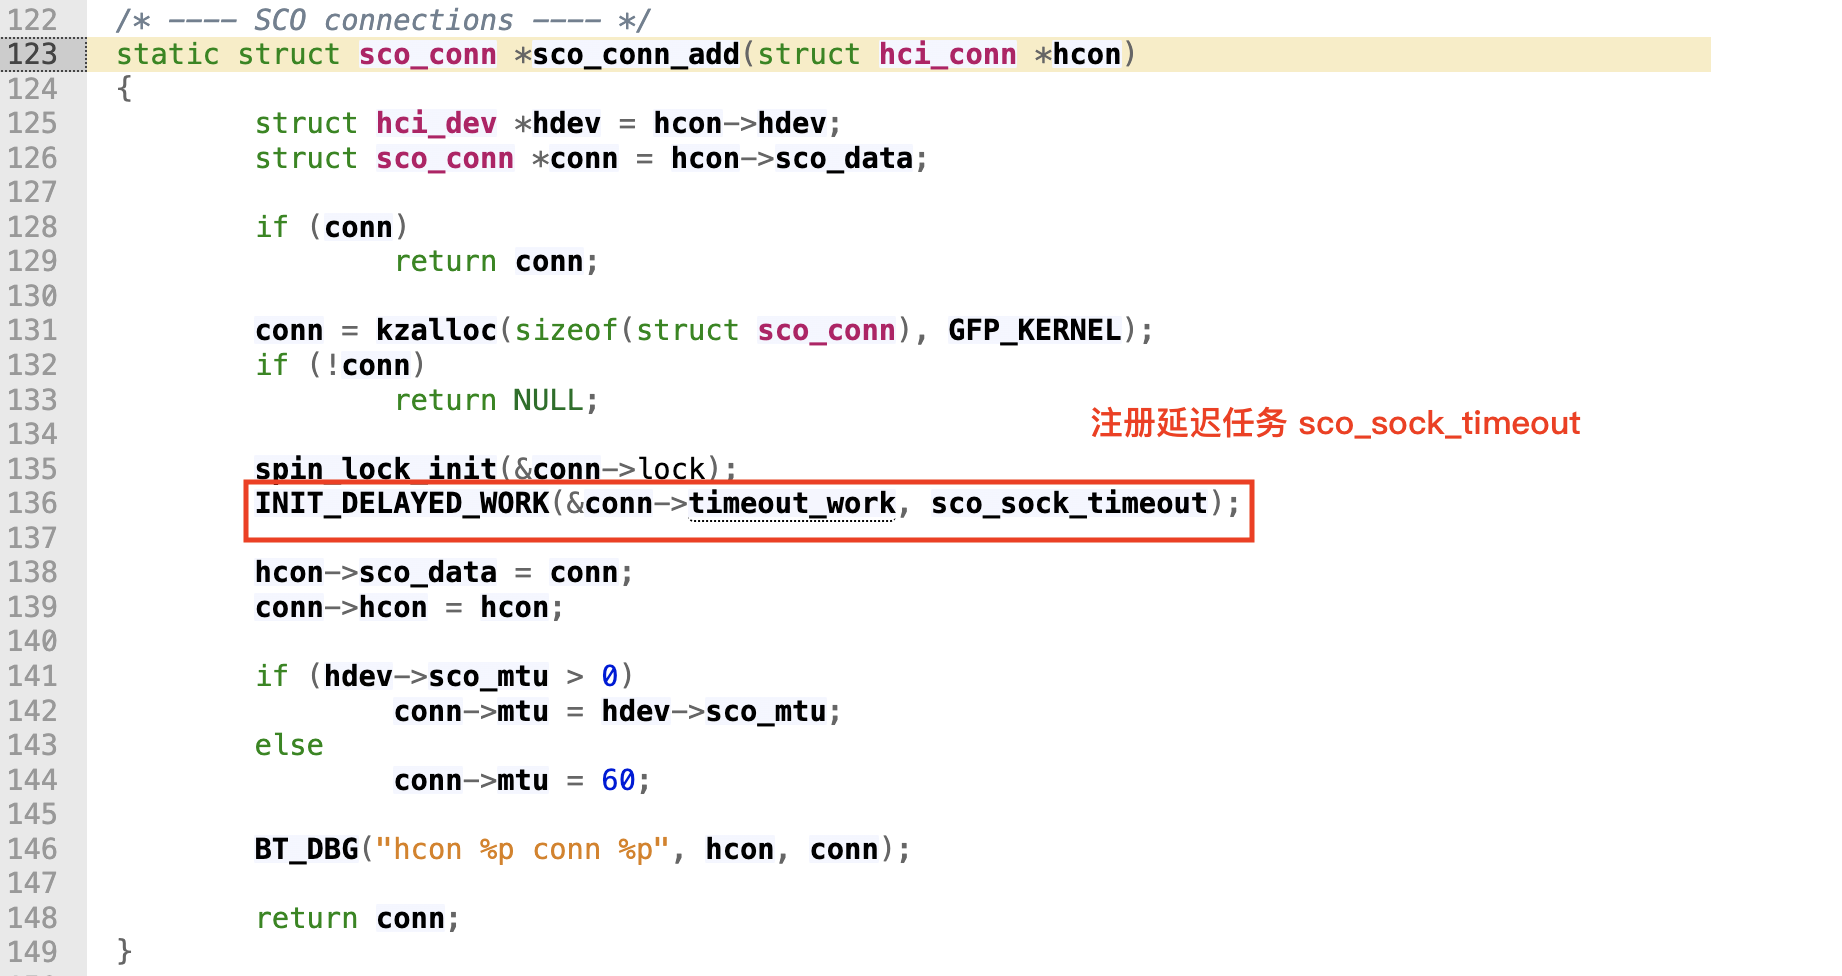 122 /* ---- SCO connections ---- */
123 static struct sco_conn *sco_conn_add(struct hci_conn *hcon)
124 {
125 struct hci_dev *hdev = hcon->hdev;
126 struct sco_conn *conn = hcon->sco_data;
127
128 if (conn)
129 return conn;
130
131 conn = kzalloc(sizeof(struct sco_conn), GFP_KERNEL);
132 if (!conn)
133 return NULL;
注册延迟任务 sco_sock_timeout
134
135 spin_lock_init(&conn->lock);
136 INIT_DELAYED_WORK(&conn->timeout_work, sco_sock_timeout);
137
138 hcon->sco_data = conn;
139 conn->hcon = hcon;
140
141 if (hdev->sco_mtu > 0)
142 conn->mtu = hdev->sco_mtu;
143 else
144 conn->mtu = 60;
145
146 BT_DBG("hcon %p conn %p", hcon, conn);
147
148 return conn;
149 }